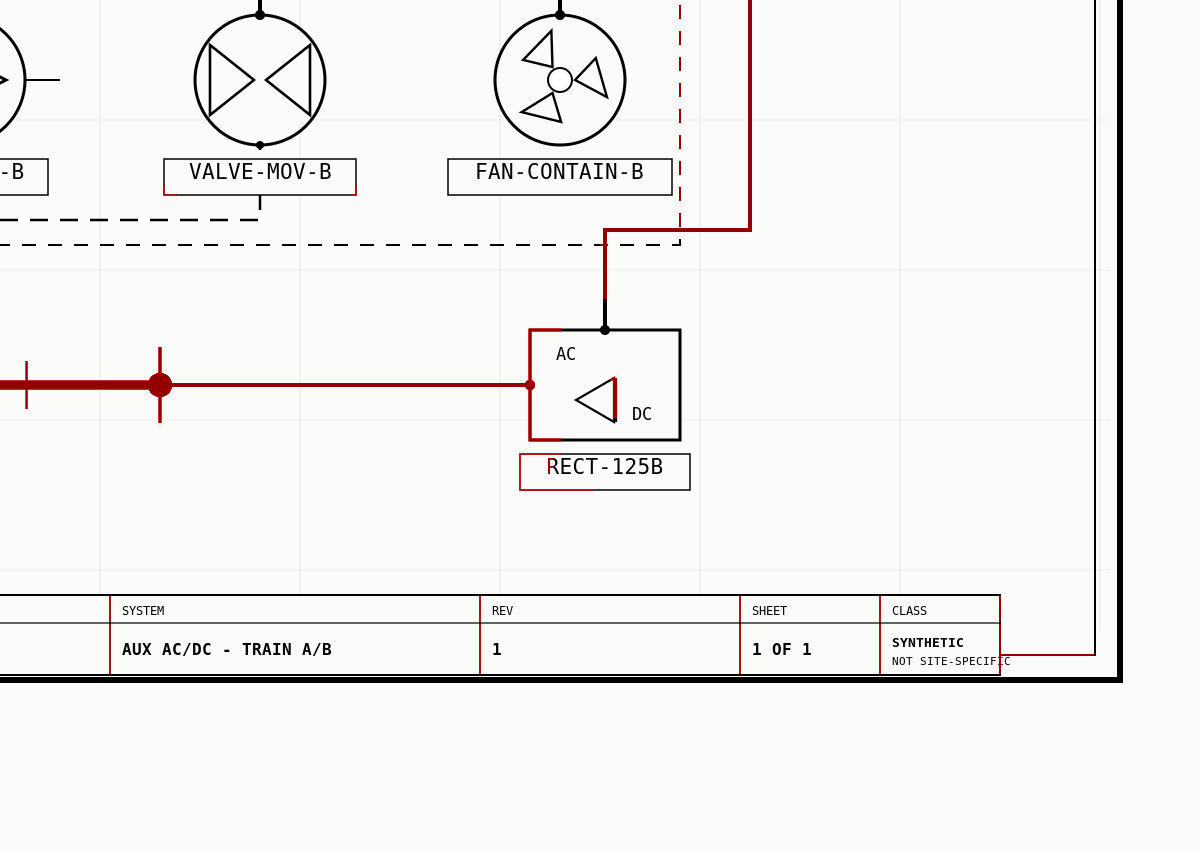 -B
VALVE-MOV-B
FAN-CONTAIN-B
AC
DC
RECT-125B
SYSTEM
REV
SHEET
CLASS
AUX AC/DC - TRAIN A/B
1
1 OF 1
SYNTHETIC
NOT SITE-SPECIFIC